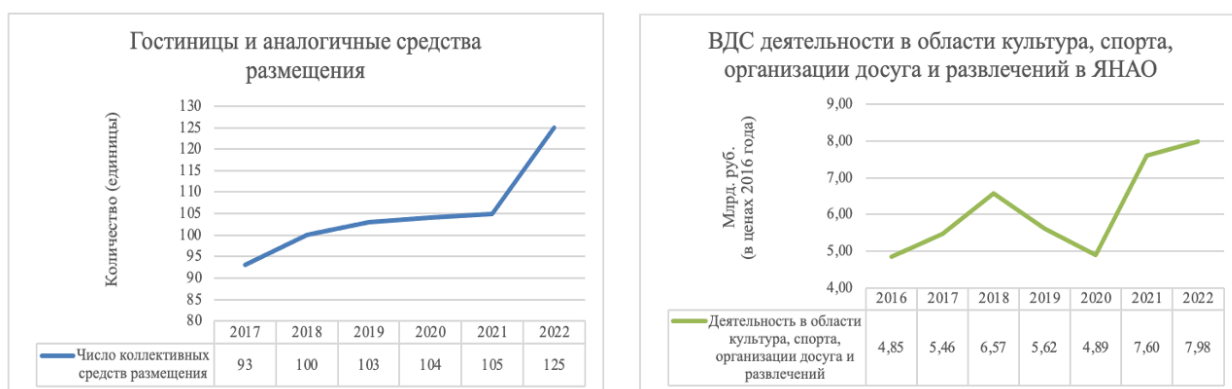 Гостиницы и аналогичные средства
размещения
Количество (единицы)
130
125
120
115
110
105
100
95
90
85
80
2017 2018 2019 2020 2021 2022
Число коллективных
средств размещения
93 100 103 104 105 125
ВДС деятельности в области культура, спорта,
организации досуга и развлечений в ЯНАО
Млрд. руб.
(в ценах 2016 года)
9,00
8,00
7,00
6,00
5,00
4,00
2016 2017 2018 2019 2020 2021 2022
Деятельность в области
культура, спорта,
организации досуга и
развлечений
4,85 5,46 6,57 5,62 4,89 7,60 7,98